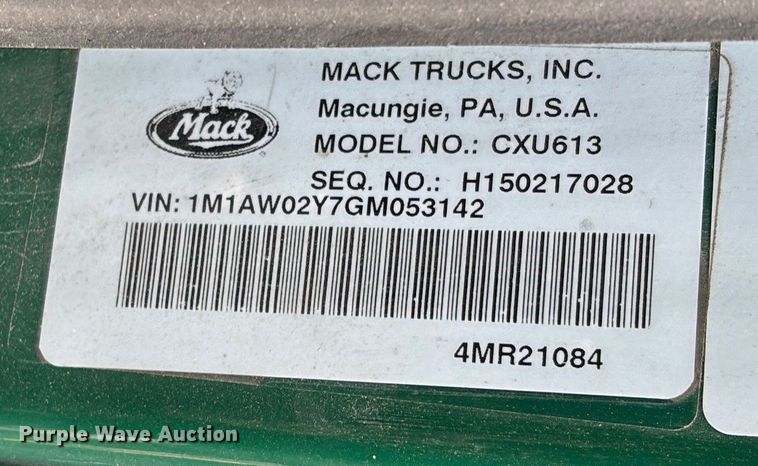 Mack
MACK TRUCKS, INC.
Macungie, PA, U.S.A.
MODEL NO.: CXU613
SEQ. NO.: H150217028
VIN: 1M1AW02Y7GM053142
4MR21084
Purple Wave Auction